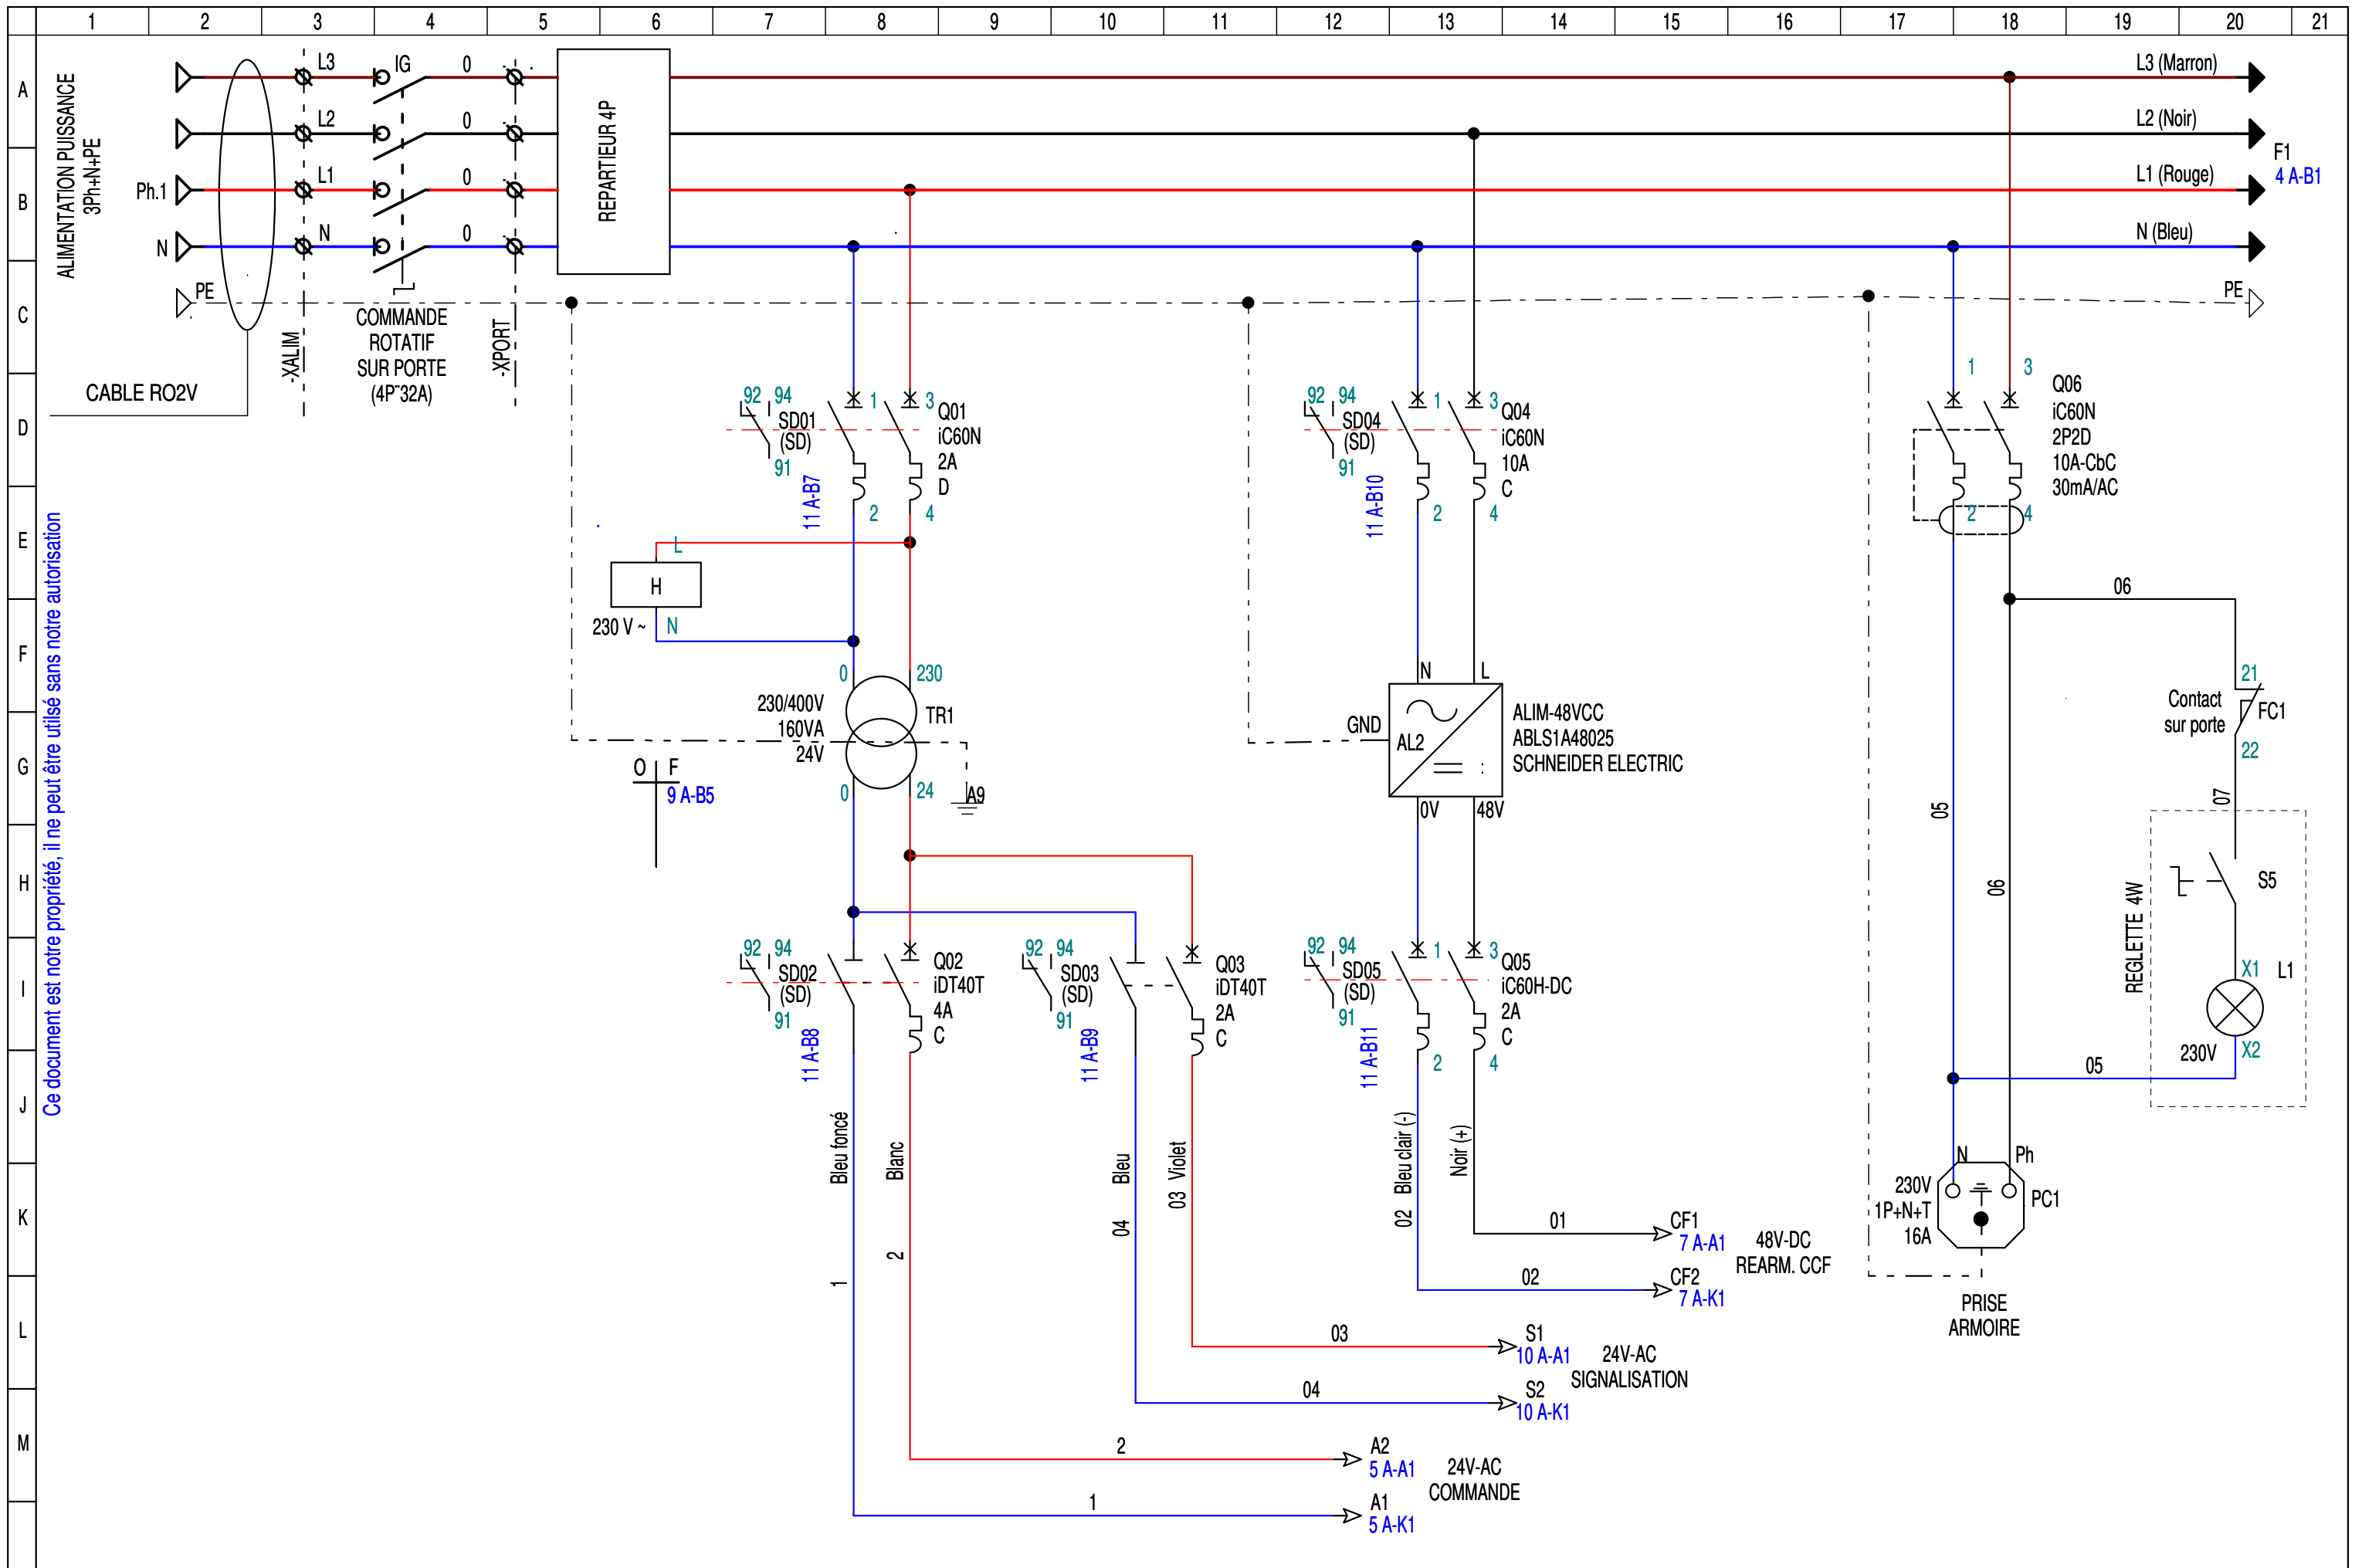 1 2 3 4 5 6 7 8 9 10 11 12 13 14 15 16 17 18 19 20 21
A
B
C
D
E
F
G
H
I
J
K
L
M
Ce document est notre propriété, il ne peut être utilsé sans notre autorisation
ALIMENTATION PUISSANCE
3Ph+N+PE
Ph.1
N
PE
CABLE RO2V
L3
L2
L1
N
-XALIM
IG
COMMANDE
ROTATIF
SUR PORTE
(4P¨32A)
0
0
0
0
-XPORT
REPARTIEUR 4P
L3 (Marron)
L2 (Noir)
L1 (Rouge)
N (Bleu)
F1
4 A-B1
PE
92 94
SD01
(SD)
91
11 A-B7
1
3
2
4
Q01
iC60N
2A
D
L
H
230 V ~
N
0
230
230/400V
160VA
24V
TR1
0
24
A9
O F
9 A-B5
92 94
SD02
(SD)
91
11 A-B8
Q02
iDT40T
4A
C
92 94
SD03
(SD)
91
11 A-B9
Q03
iDT40T
2A
C
Bleu foncé
1
Blanc
2
Bleu
04
03 Violet
92 94
SD04
(SD)
91
11 A-B10
1
3
2
4
Q04
iC60N
10A
C
N
L
GND
AL2
ALIM-48VCC
ABLS1A48025
SCHNEIDER ELECTRIC
0V
48V
92 94
SD05
(SD)
91
11 A-B11
1
3
2
4
Q05
iC60H-DC
2A
C
02 Bleu clair (-)
Noir (+)
01
CF1
7 A-A1
02
CF2
7 A-K1
48V-DC
REARM. CCF
03
S1
10 A-A1
04
S2
10 A-K1
24V-AC
SIGNALISATION
2
A2
5 A-A1
1
A1
5 A-K1
24V-AC
COMMANDE
1
3
2
4
Q06
iC60N
2P2D
10A-CbC
30mA/AC
06
05
06
21
Contact
sur porte
FC1
22
07
REGLETTE 4W
S5
X1
L1
230V
X2
05
N
Ph
230V
1P+N+T
16A
PC1
PRISE
ARMOIRE